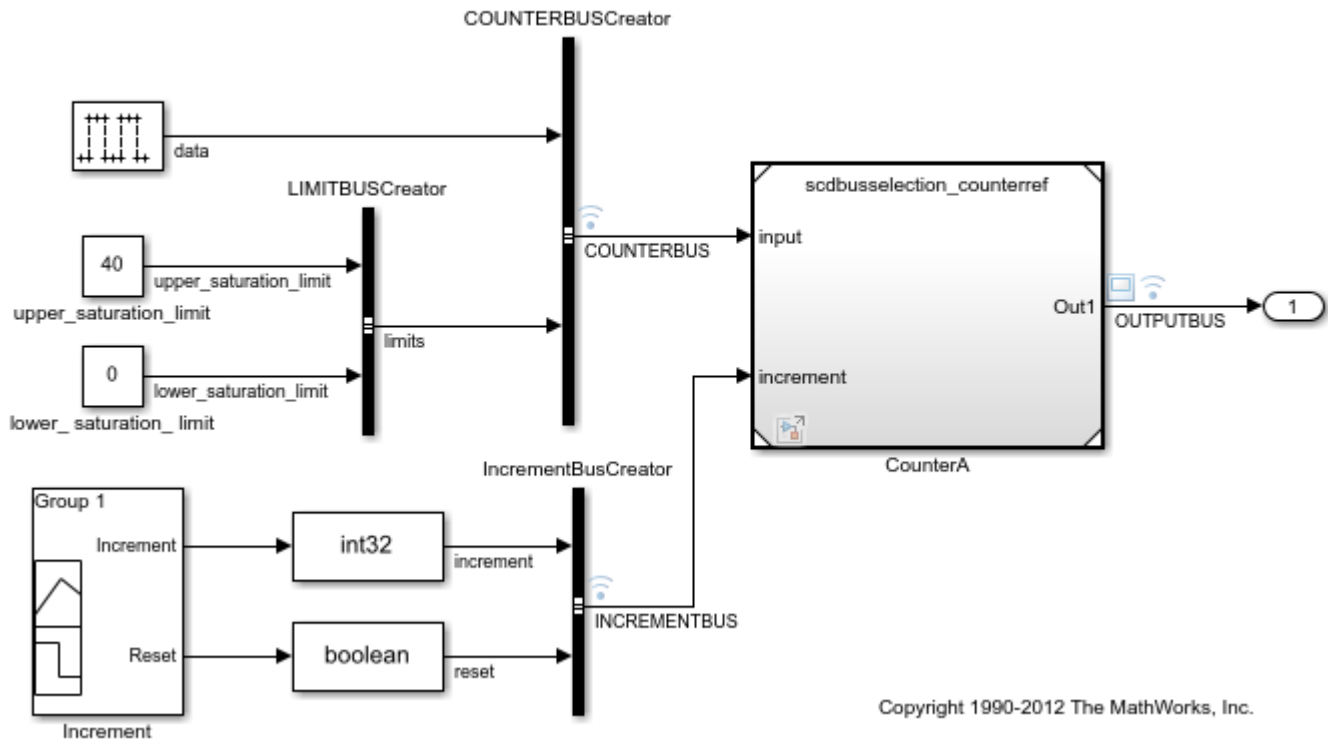 COUNTERBUSCreator
data
LIMITBUSCreator
scdbusselection_counterref
input
COUNTERBUS
40
upper_saturation_limit
upper_saturation_limit
Out1
OUTPUTBUS
1
limits
0
lower_saturation_limit
lower_ saturation_ limit
increment
CounterA
IncrementBusCreator
Group 1
Increment
int32
increment
INCREMENTBUS
Reset
boolean
reset
Increment
Copyright 1990-2012 The MathWorks, Inc.